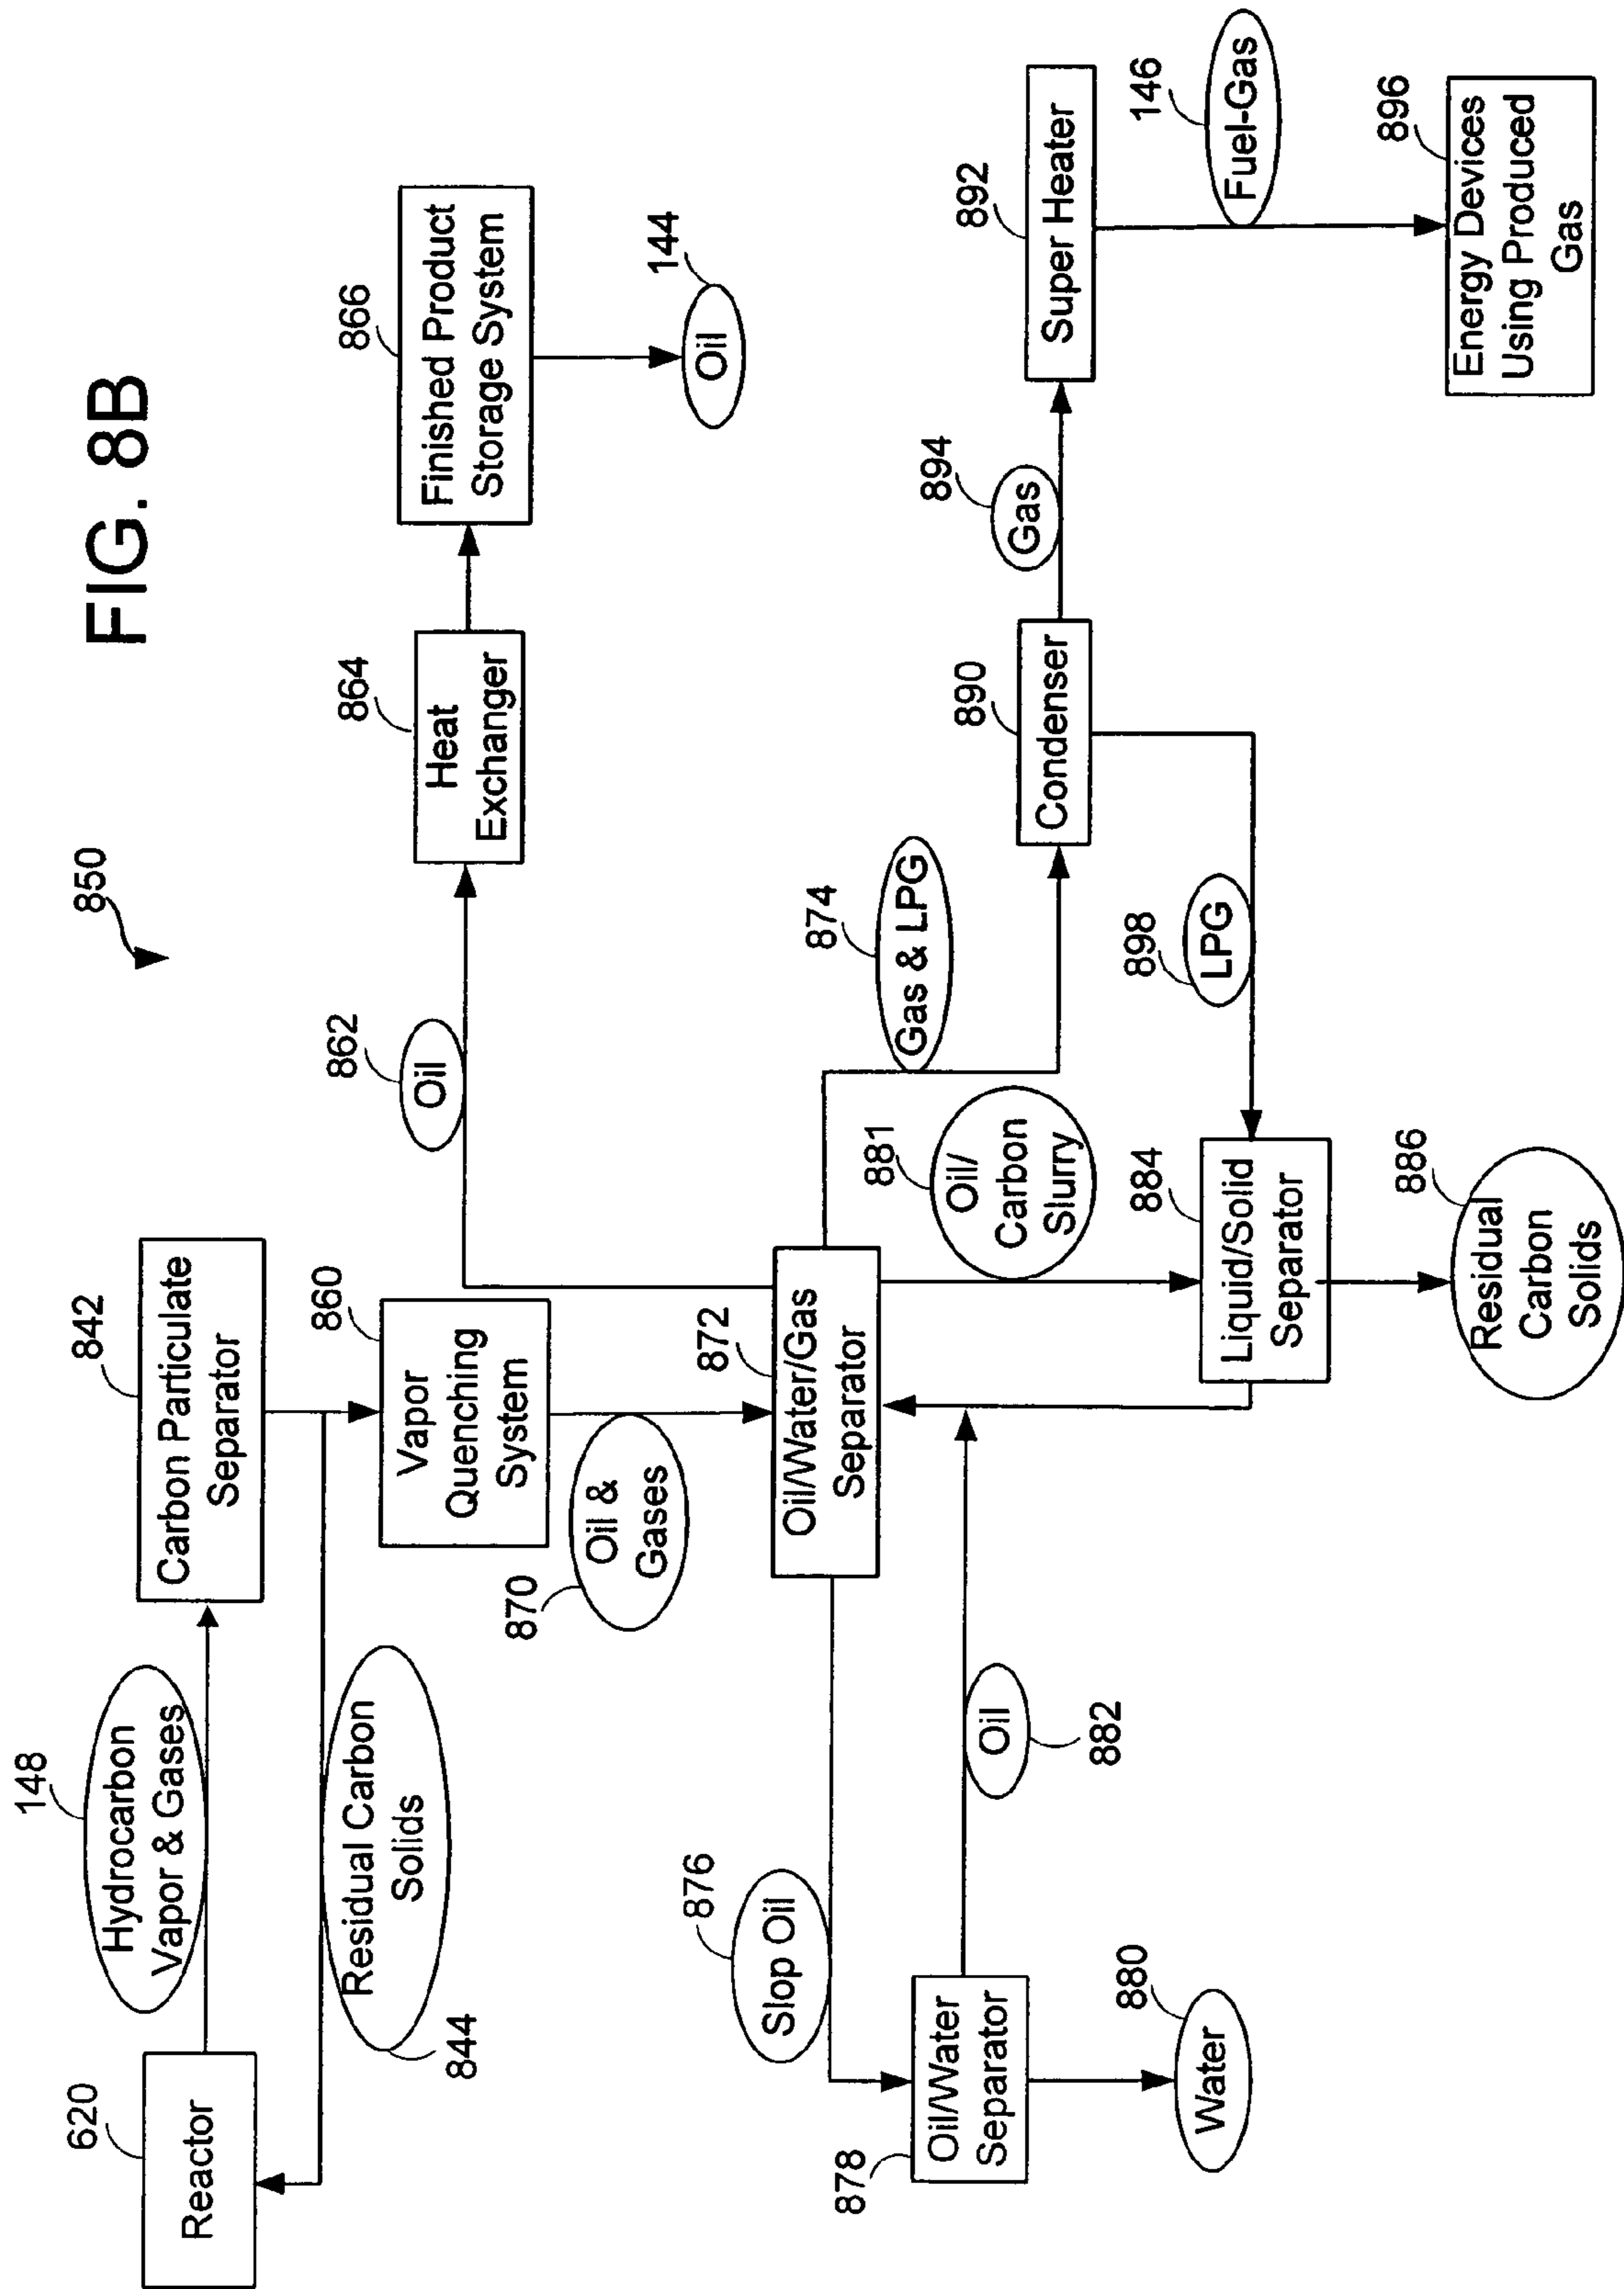 FIG. 8B
850
620
Reactor
148
Hydrocarbon
Vapor & Gases
842
Carbon Particulate
Separator
Residual Carbon
Solids
844
860
Vapor
Quenching
System
862
Oil
864
Heat
Exchanger
866
Finished Product
Storage System
144
Oil
870
Oil &
Gases
872
Oil/Water/Gas
Separator
874
Gas & LPG
876
Slop Oil
878
Oil/Water
Separator
880
Water
Oil
882
881
Oil/
Carbon
Slurry
884
Liquid/Solid
Separator
886
Residual
Carbon
Solids
890
Condenser
894
Gas
892
Super Heater
898
LPG
146
Fuel-Gas
896
Energy Devices
Using Produced
Gas